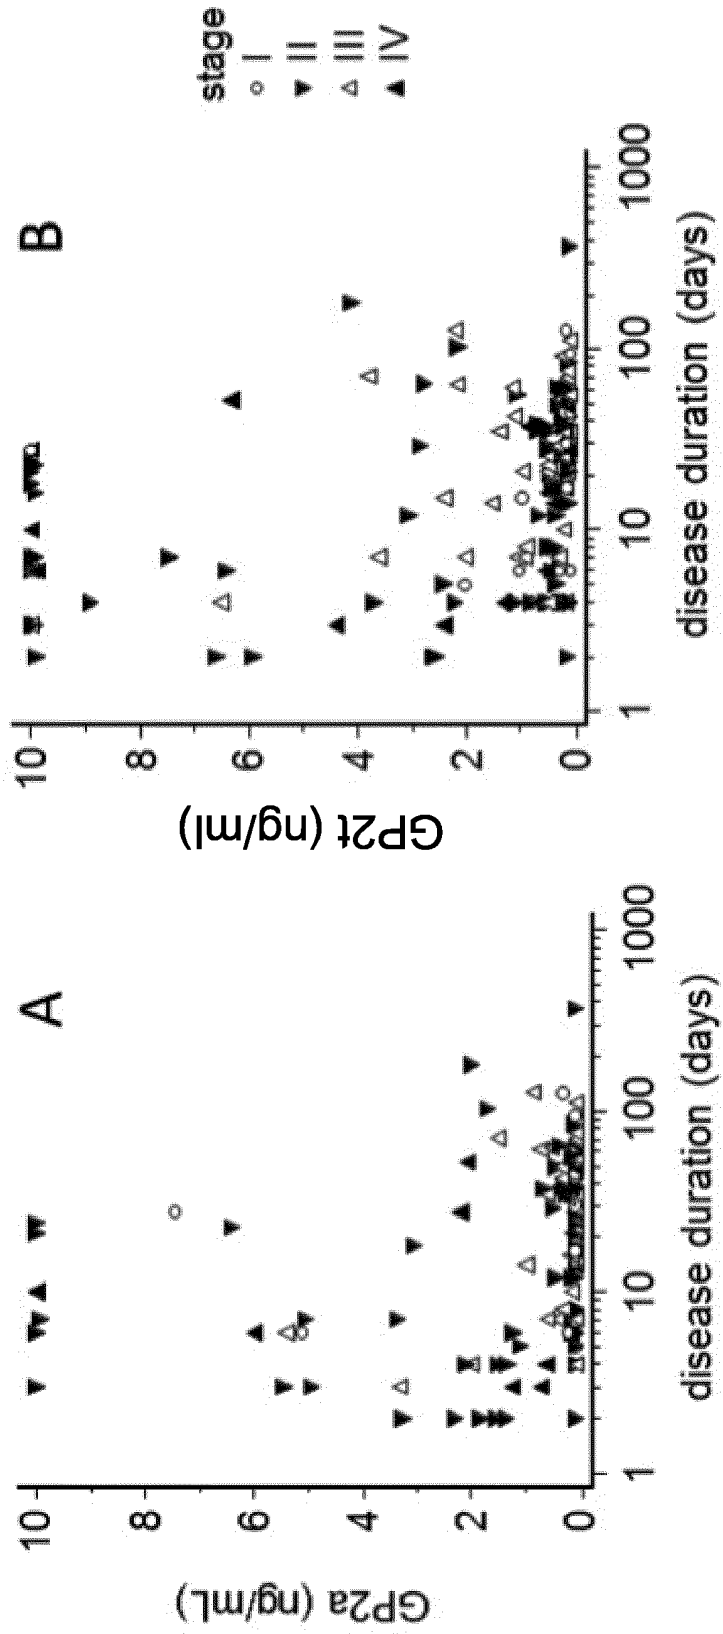 A
10
8
6
4
2
0
GP2a (ng/mL)
1
10
100
1000
disease duration (days)
B
10
8
6
4
2
0
GP2t (ng/ml)
1
10
100
1000
disease duration (days)
stage
I
II
III
IV